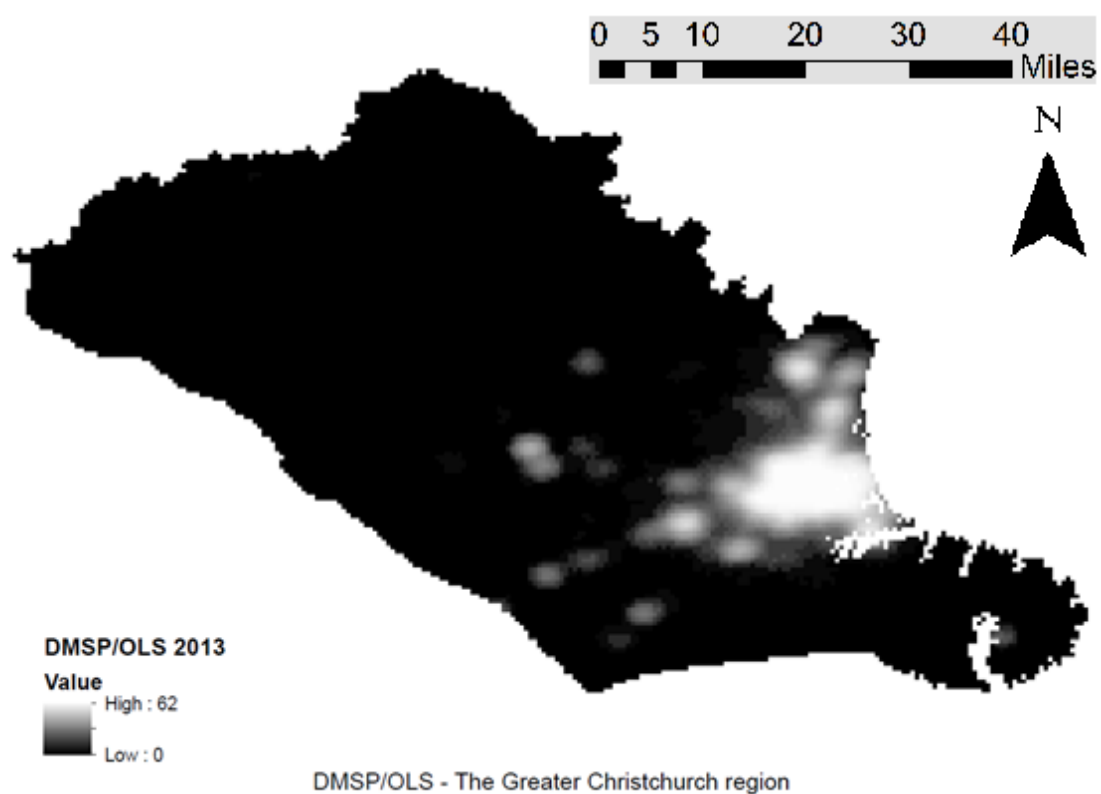 0 5 10 20 30 40
Miles
N
DMSP/OLS 2013
Value
High : 62
Low : 0
DMSP/OLS - The Greater Christchurch region